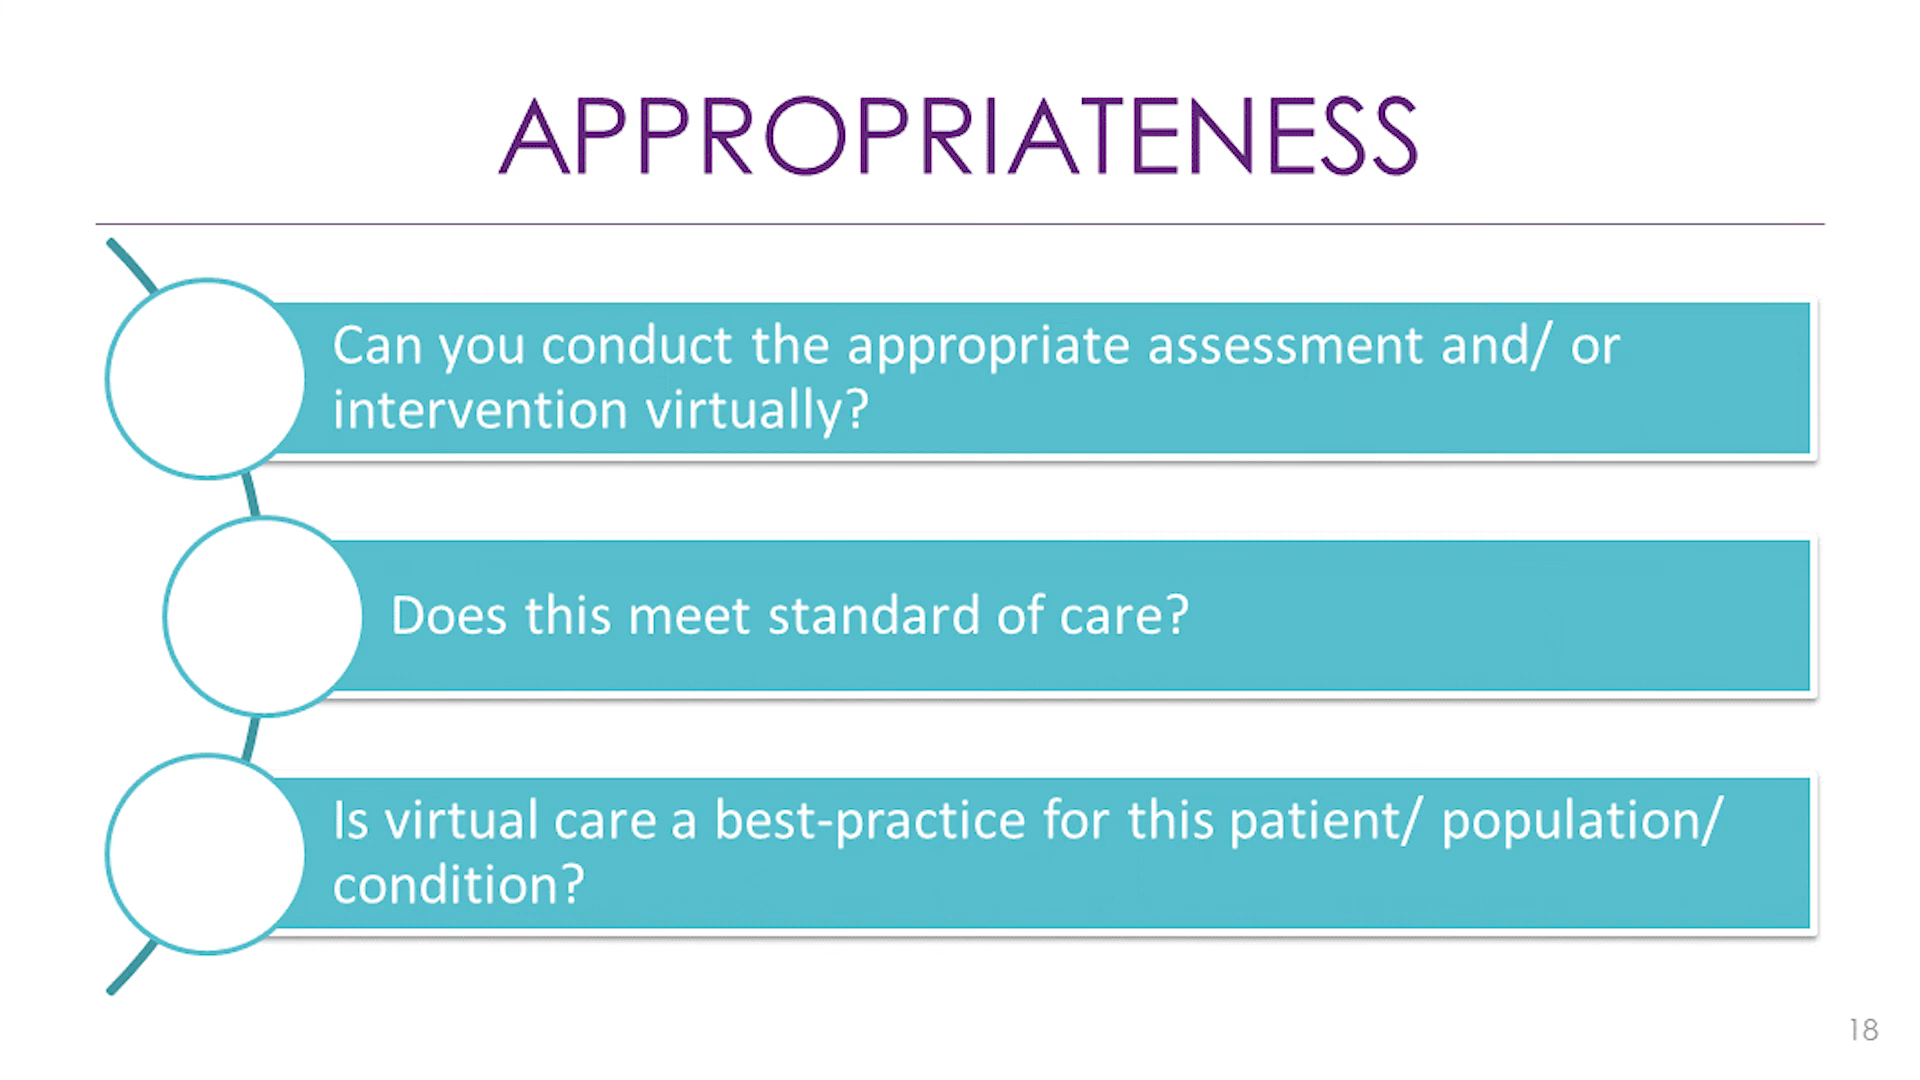 APPROPRIATENESS
Can you conduct the appropriate assessment and/ or
intervention virtually?
Does this meet standard of care?
Is virtual care a best-practice for this patient/ population/
condition?
18